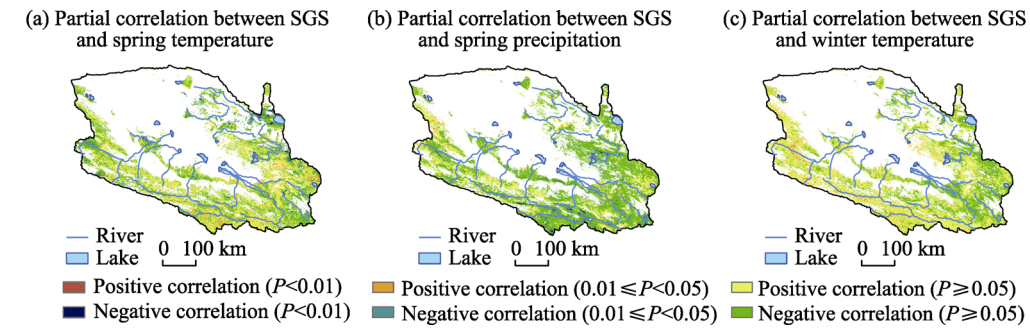 (a) Partial correlation between SGS
and spring temperature
(b) Partial correlation between SGS
and spring precipitation
(c) Partial correlation between SGS
and winter temperature
River
Lake
0 100 km
River
Lake
0 100 km
River
Lake
0 100 km
Positive correlation (P<0.01)
Positive correlation (0.01≤P<0.05)
Positive correlation (P≥0.05)
Negative correlation (P<0.01)
Negative correlation (0.01≤P<0.05)
Negative correlation (P≥0.05)